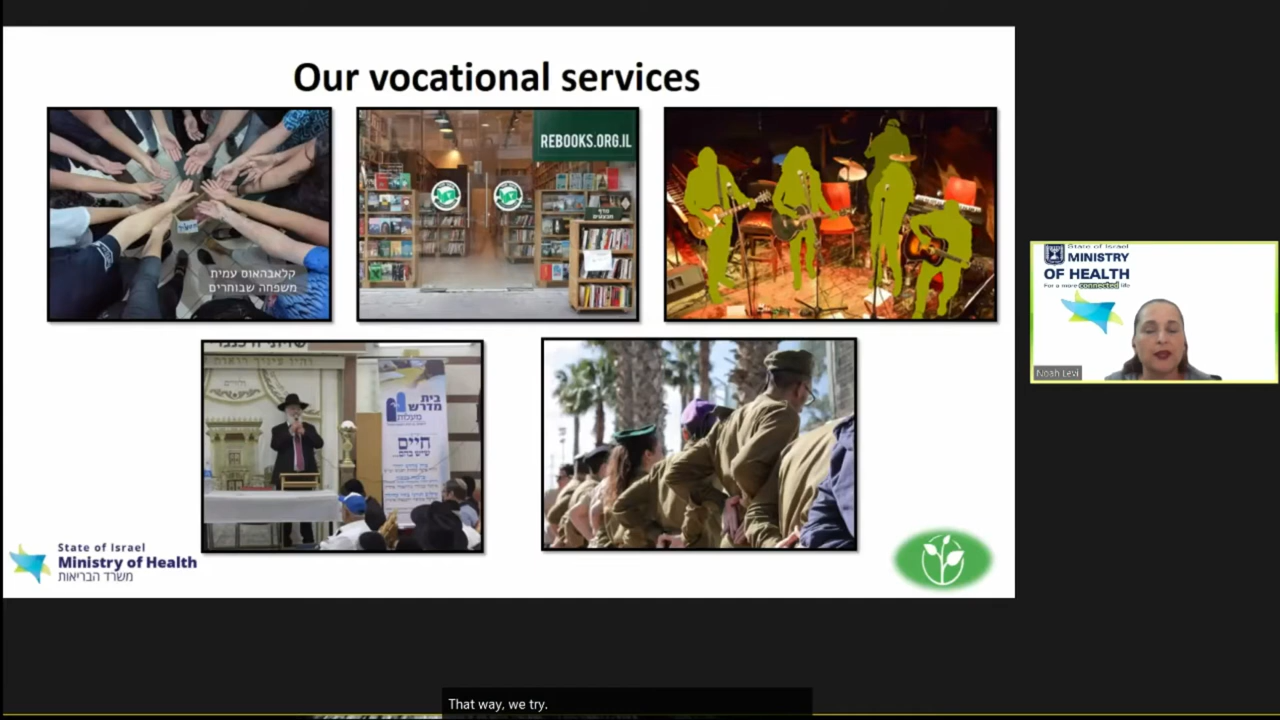 Our vocational services
קלאבהאוס עמית
משפחה שבוחרים
REBOOKS.ORG.IL
בית
מדרש
מעלות
חיים
State of Israel
Ministry of Health
משרד הבריאות
State of Israel
MINISTRY
OF HEALTH
For a more connected life
Noah Levi
That way, we try.